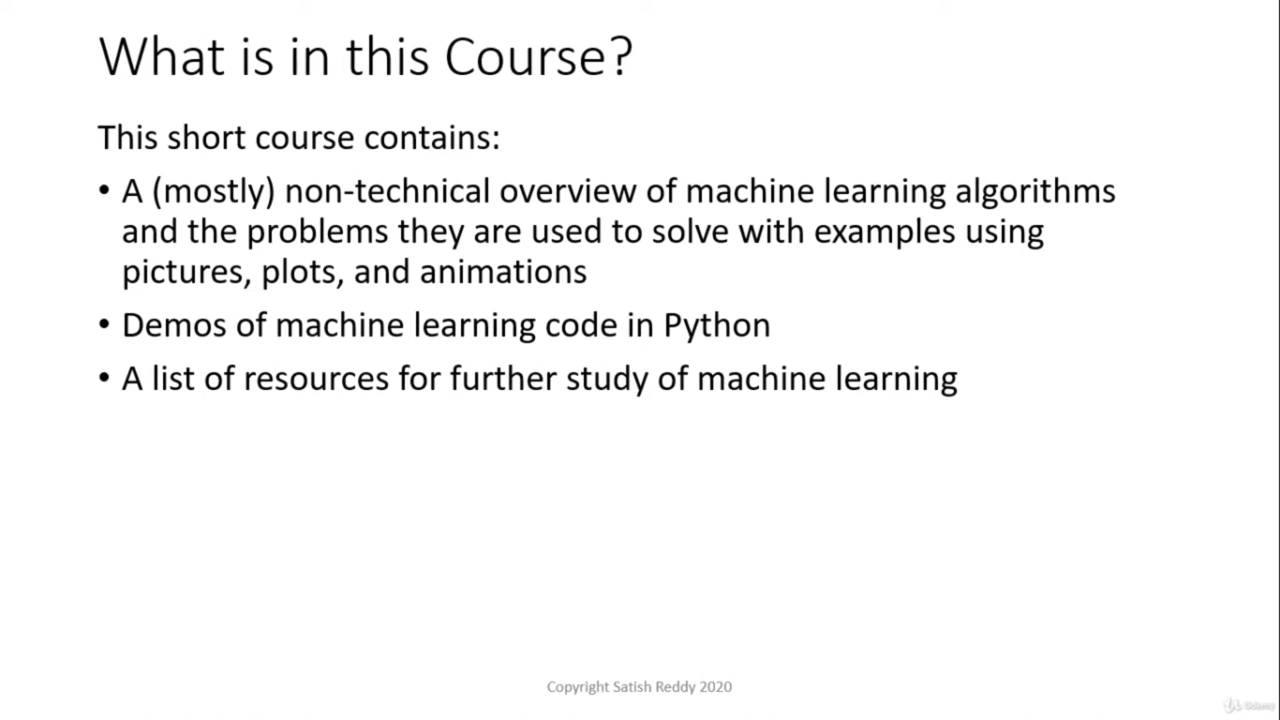 What is in this Course?
This short course contains:
• A (mostly) non-technical overview of machine learning algorithms
and the problems they are used to solve with examples using
pictures, plots, and animations
• Demos of machine learning code in Python
• A list of resources for further study of machine learning
Copyright Satish Reddy 2020
Udemy